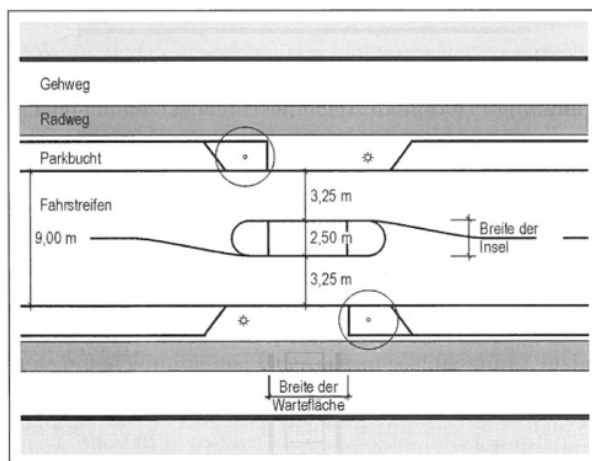 Gehweg
Radweg
Parkbucht
Fahrstreifen
9,00 m
3,25 m
2,50 m
3,25 m
Breite der
Insel
Breite der
Wartefläche